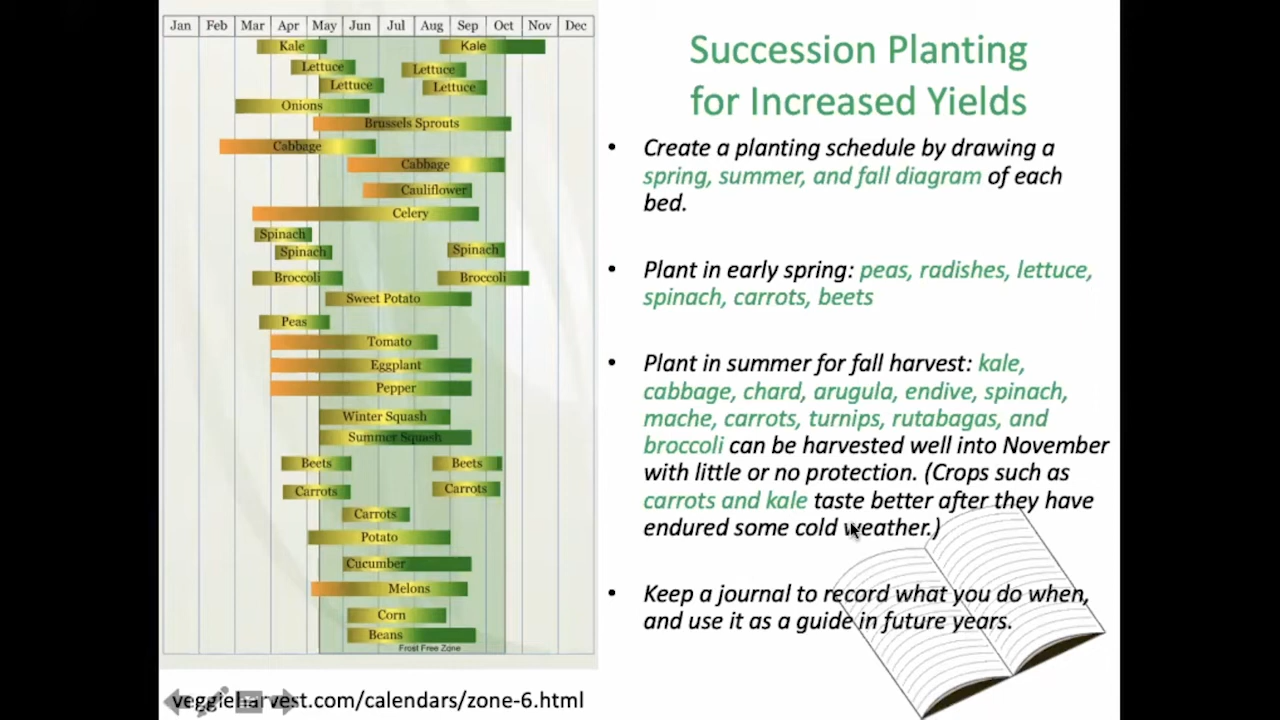 Jan Feb Mar Apr May Jun Jul Aug Sep Oct Nov Dec
Kale Kale
Lettuce Lettuce
Lettuce Lettuce
Onions
Brussels Sprouts
Cabbage
Cabbage
Cauliflower
Celery
Spinach
Spinach Spinach
Broccoli Broccoli
Sweet Potato
Peas
Tomato
Eggplant
Pepper
Winter Squash
Summer Squash
Beets Beets
Carrots Carrots
Carrots
Potato
Cucumber
Melons
Corn
Beans
Frost Free Zone
veggieharvest.com/calendars/zone-6.html
Succession Planting
for Increased Yields
• Create a planting schedule by drawing a
spring, summer, and fall diagram of each
bed.
• Plant in early spring: peas, radishes, lettuce,
spinach, carrots, beets
• Plant in summer for fall harvest: kale,
cabbage, chard, arugula, endive, spinach,
mache, carrots, turnips, rutabagas, and
broccoli can be harvested well into November
with little or no protection. (Crops such as
carrots and kale taste better after they have
endured some cold weather.)
• Keep a journal to record what you do when,
and use it as a guide in future years.